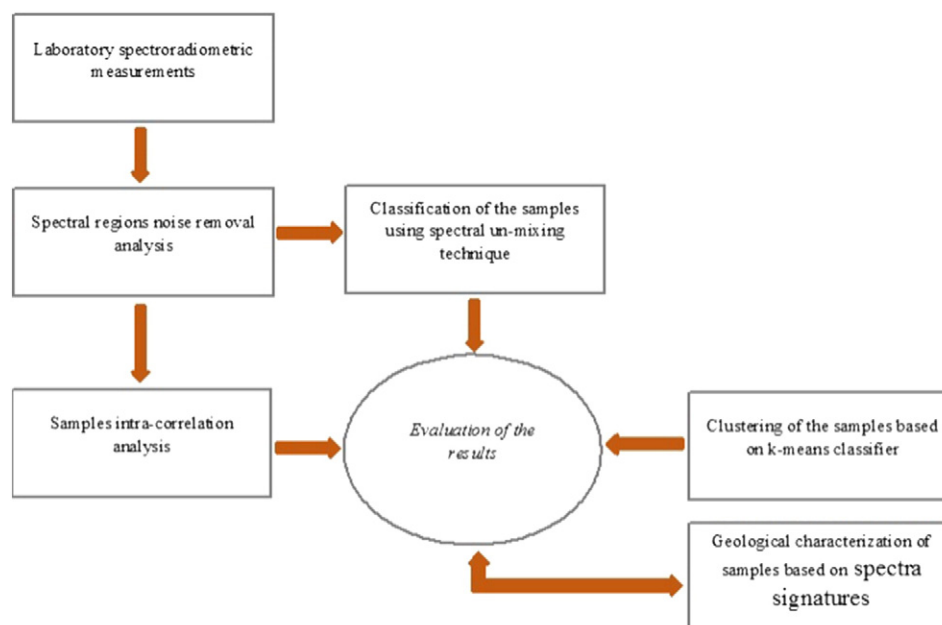 Laboratory spectroradiometric
measurements
Spectral regions noise removal
analysis
Classification of the samples
using spectral un-mixing
technique
Samples intra-correlation
analysis
Evaluation of the
results
Clustering of the samples based
on k-means classifier
Geological characterization of
samples based on spectra
signatures